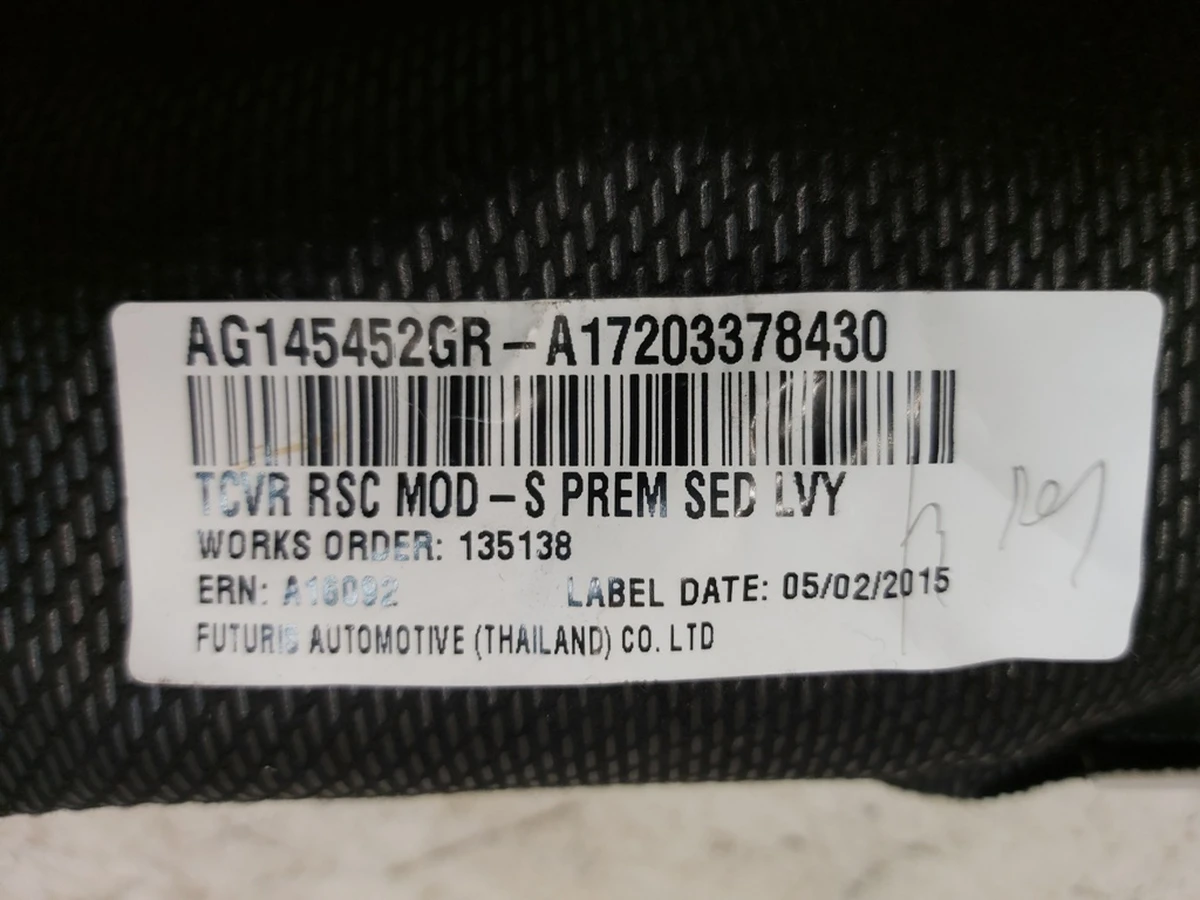 AG145452GR-A17203378430
TCVR RSC MOD-S PREM SED LVY
WORKS ORDER: 135138
ERN: A16092 LABEL DATE: 05/02/2015
FUTURIS AUTOMOTIVE (THAILAND) CO. LTD